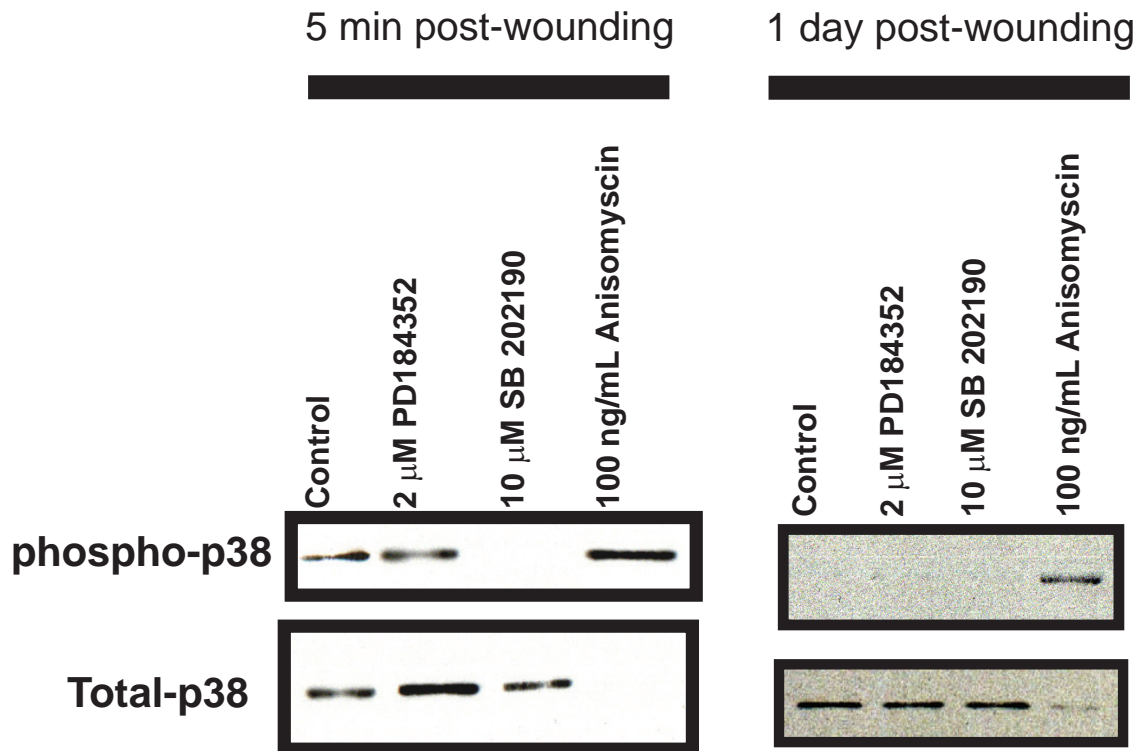 5 min post-wounding
1 day post-wounding
Control
2 μM PD184352
10 μM SB 202190
100 ng/mL Anisomyscin
Control
2 μM PD184352
10 μM SB 202190
100 ng/mL Anisomyscin
phospho-p38
Total-p38